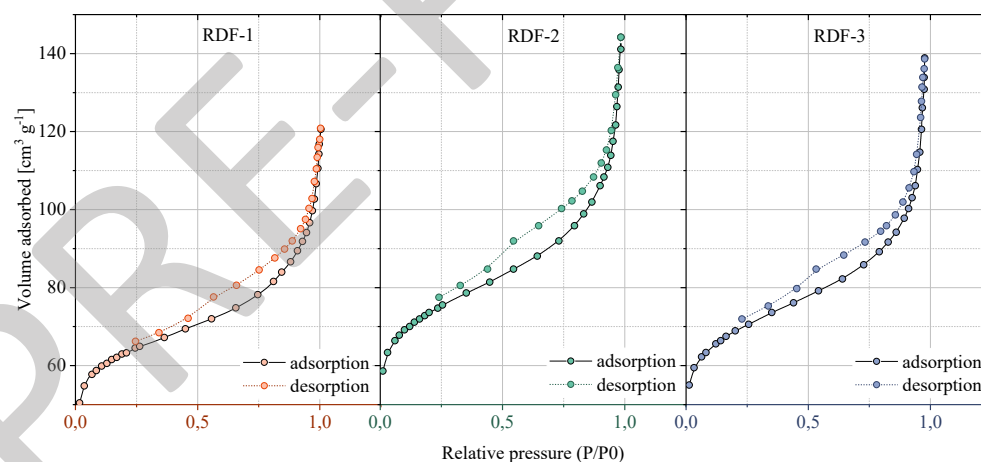 RDF-1
RDF-2
RDF-3
140
120
100
80
60
Volume adsorbed [cm³ g⁻¹]
adsorption
desorption
adsorption
desorption
adsorption
desorption
0,0
0,5
1,0
0,0
0,5
1,0
0,0
0,5
1,0
Relative pressure (P/P0)